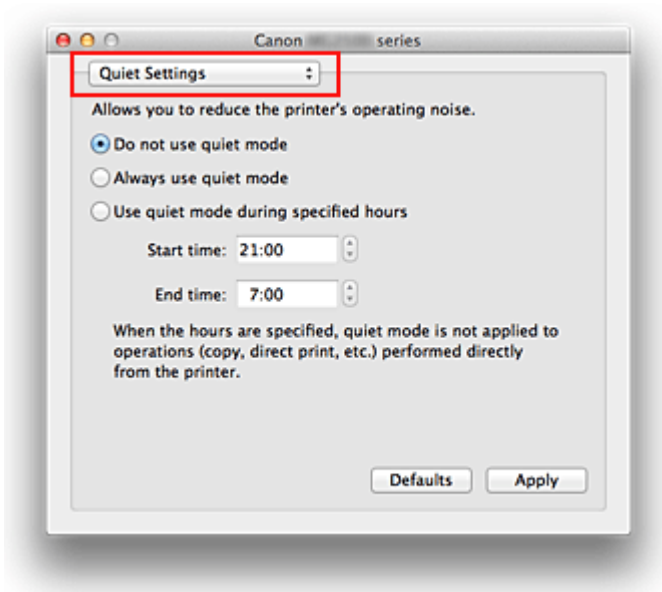 Canon series
Quiet Settings
Allows you to reduce the printer's operating noise.
Do not use quiet mode
Always use quiet mode
Use quiet mode during specified hours
Start time: 21:00
End time: 7:00
When the hours are specified, quiet mode is not applied to
operations (copy, direct print, etc.) performed directly
from the printer.
Defaults Apply